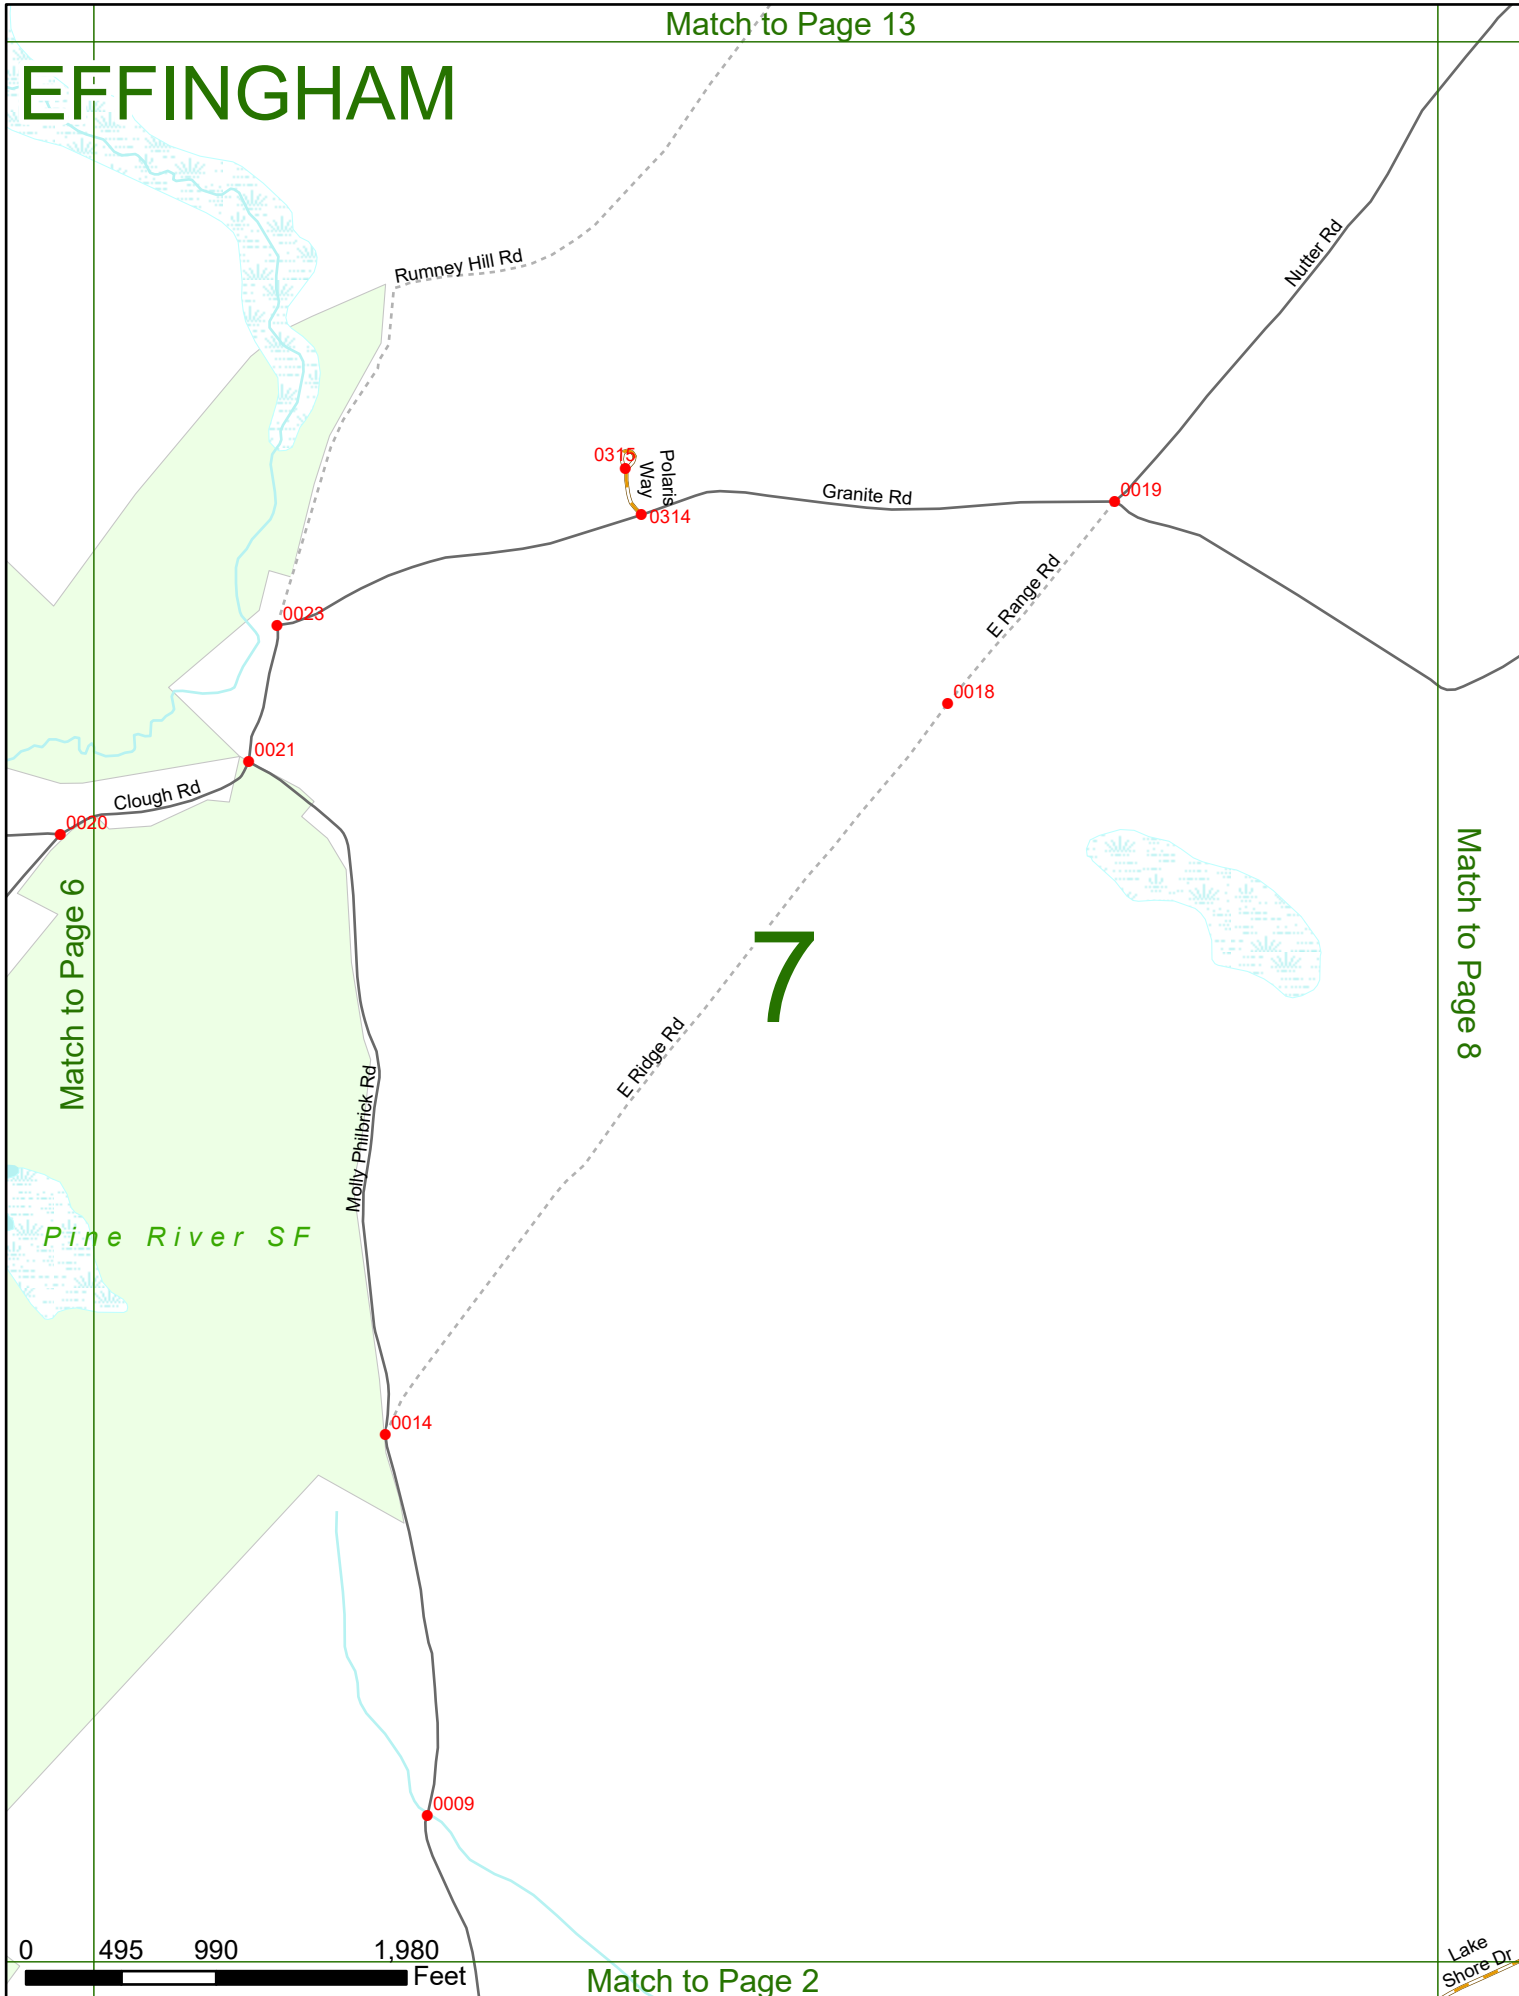 Match to Page 13
EFFINGHAM
Nutter Rd
Rumney Hill Rd
0315
Polaris
Way
0314
Granite Rd
0019
E Range Rd
0023
0018
0021
Clough Rd
0020
Match to Page 6
Match to Page 8
7
E Ridge Rd
Molly Philbrick Rd
Pine River SF
0014
0009
0 495 990 1,980
Feet
Match to Page 2
Lake
Shore Dr